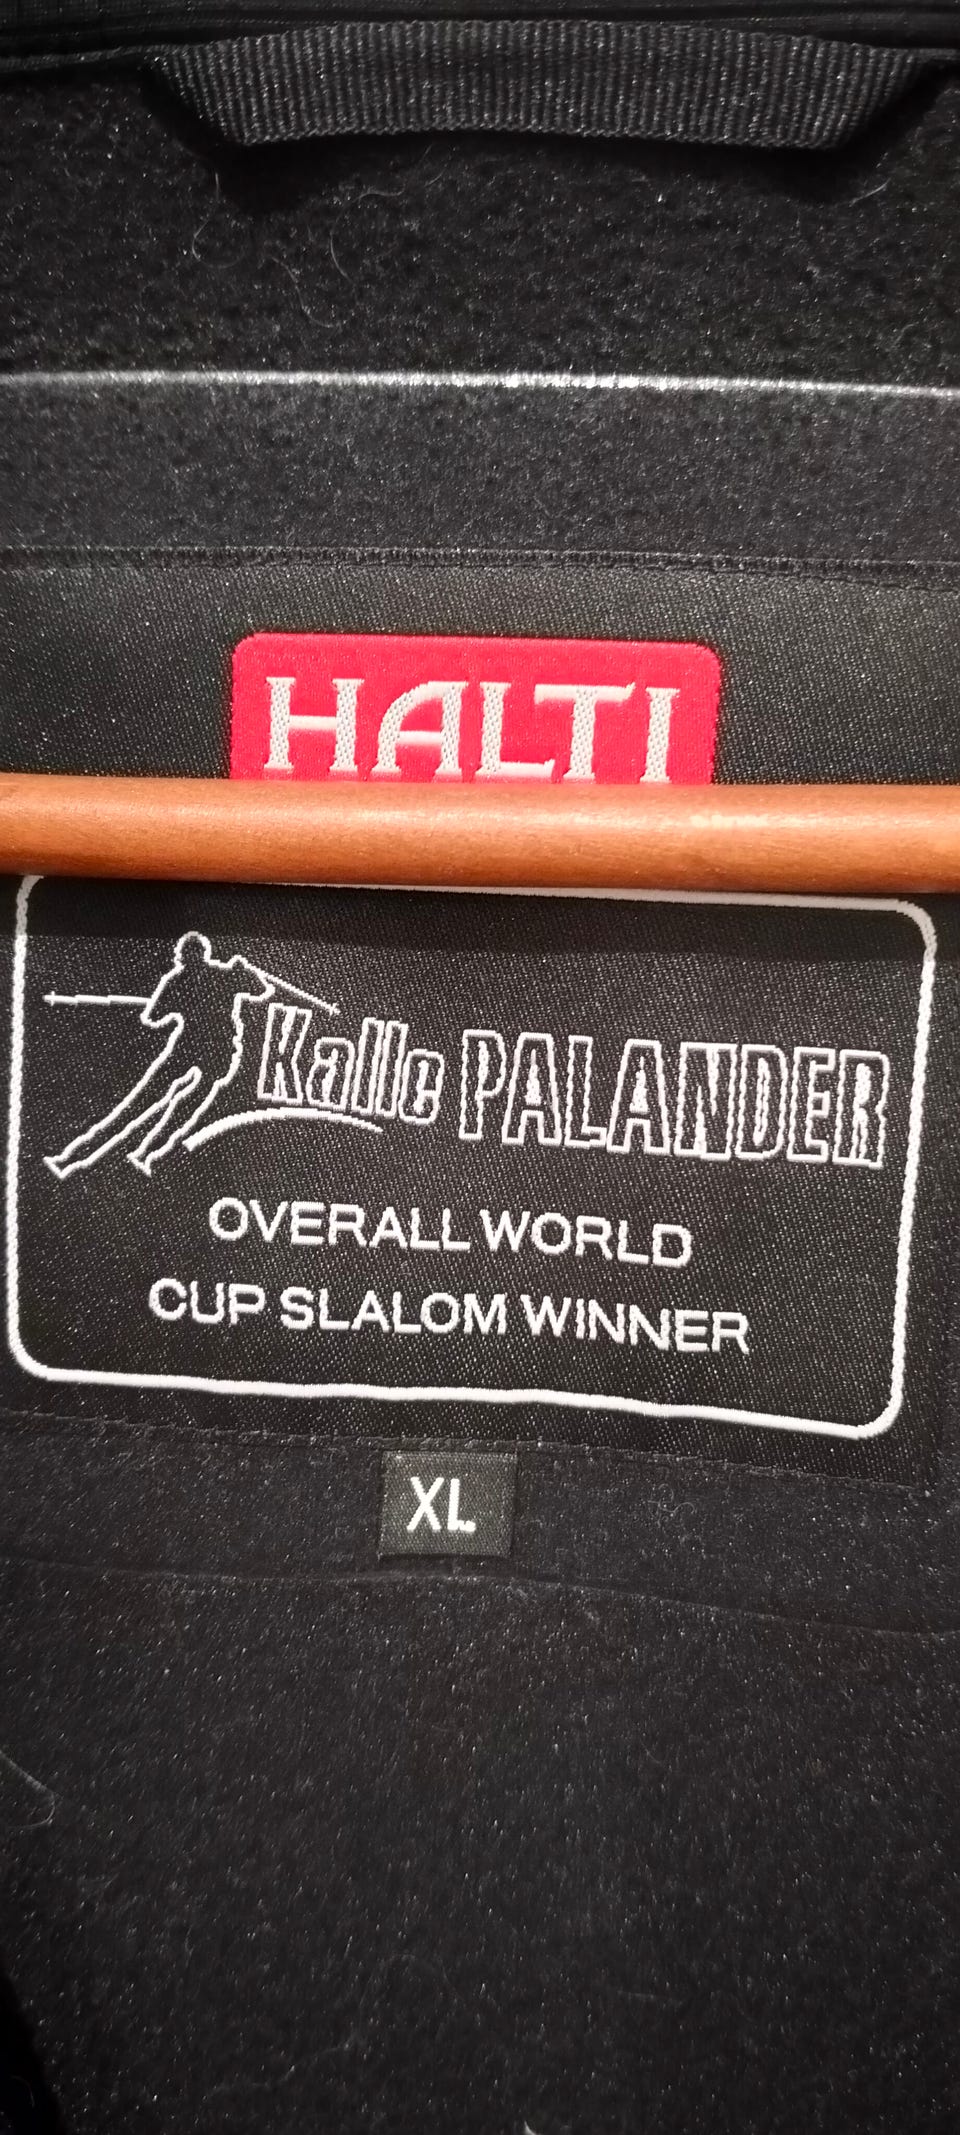 HALTI
Kalle PALANDER
OVERALL WORLD
CUP SLALOM WINNER
XL